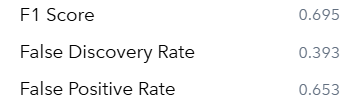 F1 Score 0.695
False Discovery Rate 0.393
False Positive Rate 0.653